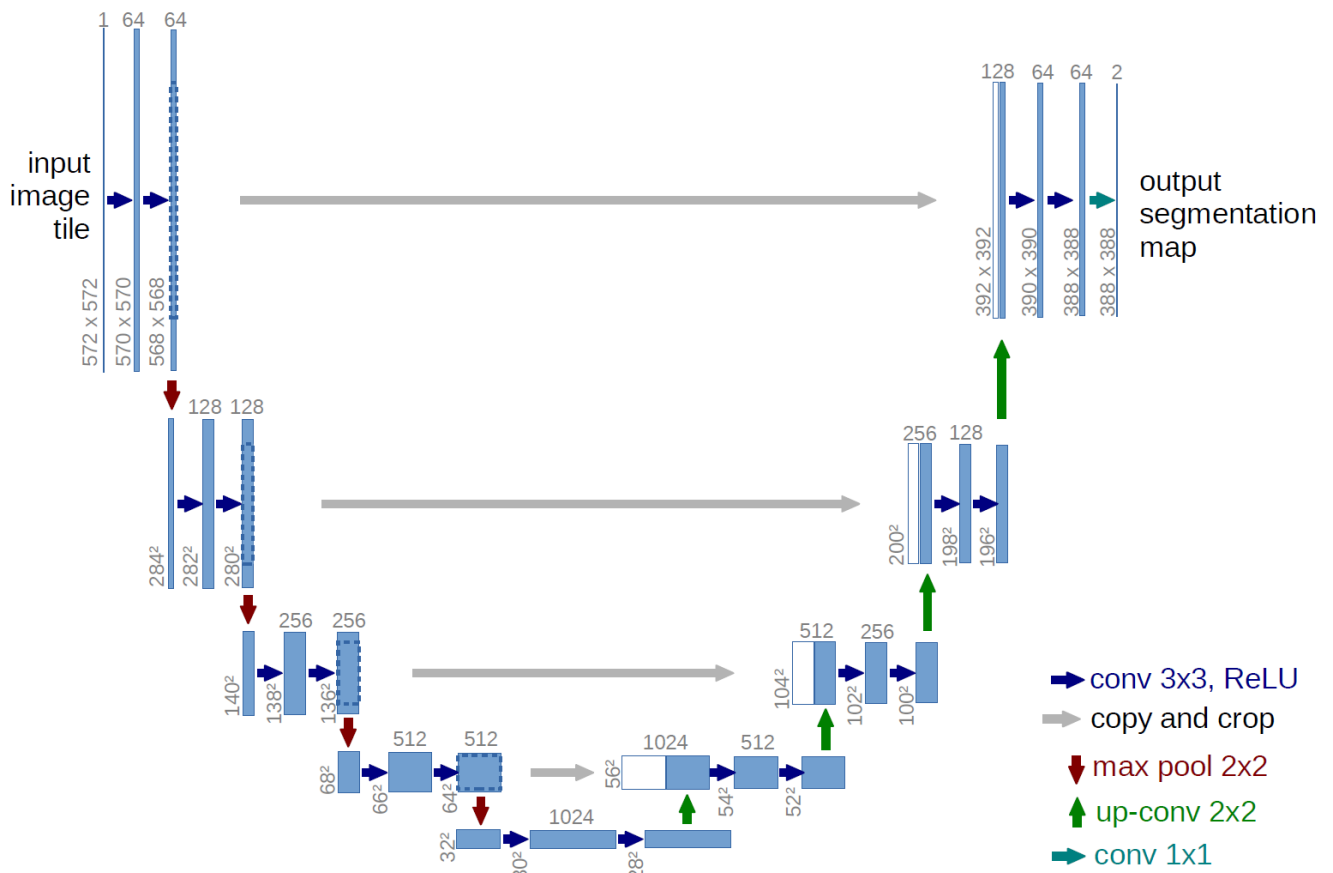 1 64 64
input
image
tile
572 x 572
570 x 570
568 x 568
128 64 64 2
output
segmentation
map
392 x 392
390 x 390
388 x 388
388 x 388
128 128
284²
282²
280²
256 128
200²
198²
196²
256 256
140²
138²
136²
512 256
104²
102²
100²
512 512
68²
66²
64²
1024 512
56²
54²
52²
1024
32²
conv 3x3, ReLU
copy and crop
max pool 2x2
up-conv 2x2
conv 1x1